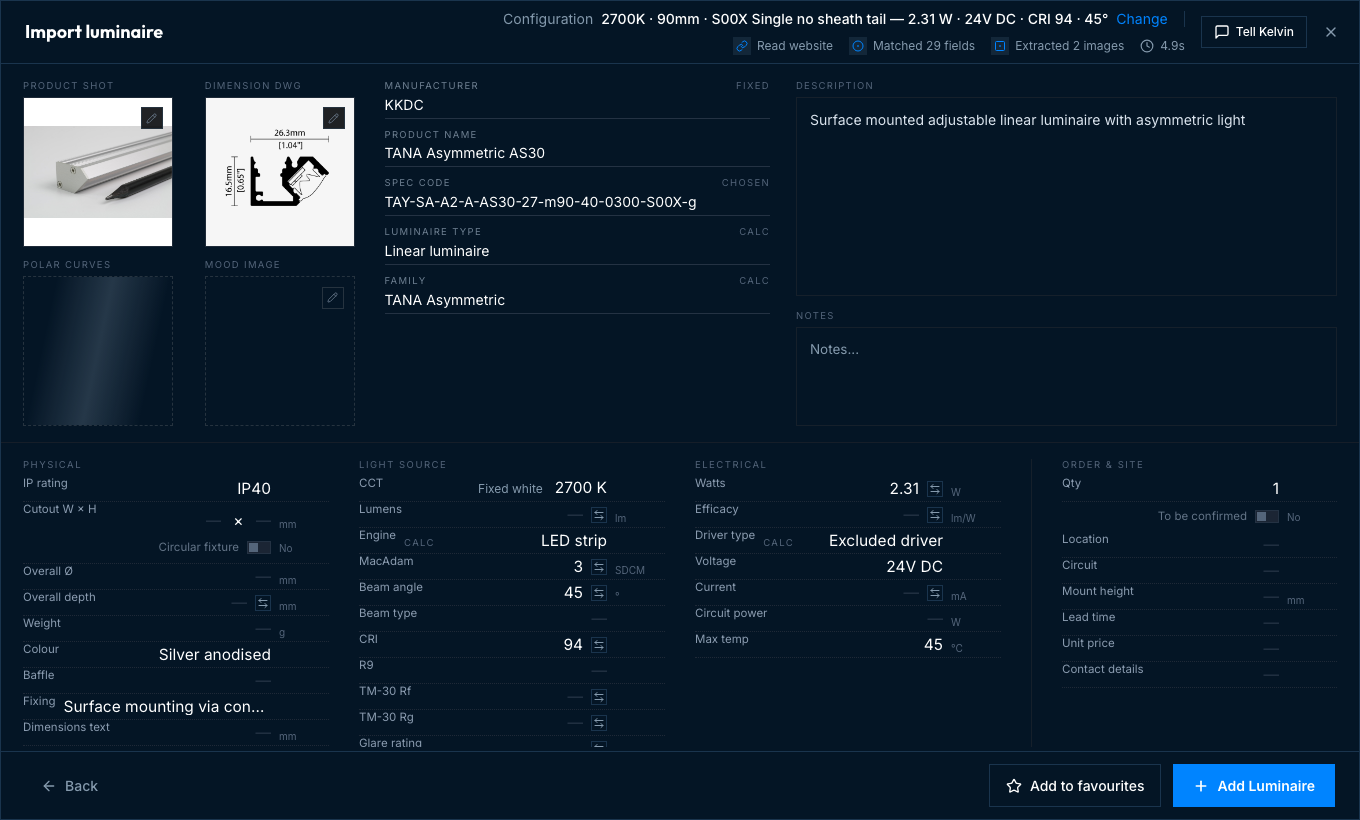 Import luminaire
Configuration 2700K · 90mm · S00X Single no sheath tail — 2.31 W · 24V DC · CRI 94 · 45° Change
Read website Matched 29 fields Extracted 2 images 4.9s
Tell Kelvin
PRODUCT SHOT
DIMENSION DWG
26.3mm
[1.04"]
16.5mm
[0.65"]
POLAR CURVES
MOOD IMAGE
MANUFACTURER FIXED
KKDC
PRODUCT NAME
TANA Asymmetric AS30
SPEC CODE CHOSEN
TAY-SA-A2-A-AS30-27-m90-40-0300-S00X-g
LUMINAIRE TYPE CALC
Linear luminaire
FAMILY CALC
TANA Asymmetric
DESCRIPTION
Surface mounted adjustable linear luminaire with asymmetric light
NOTES
Notes...
PHYSICAL
IP rating IP40
Cutout W × H — × — mm
Circular fixture No
Overall Ø — mm
Overall depth — mm
Weight — g
Colour Silver anodised
Baffle —
Fixing Surface mounting via con...
Dimensions text — mm
LIGHT SOURCE
CCT Fixed white 2700 K
Lumens — lm
Engine CALC LED strip
MacAdam 3 SDCM
Beam angle 45 °
Beam type —
CRI 94
R9 —
TM-30 Rf —
TM-30 Rg —
Glare rating
ELECTRICAL
Watts 2.31 W
Efficacy — lm/W
Driver type CALC Excluded driver
Voltage 24V DC
Current — mA
Circuit power — W
Max temp 45 °C
ORDER & SITE
Qty 1
To be confirmed No
Location —
Circuit —
Mount height — mm
Lead time —
Unit price —
Contact details —
Back
Add to favourites
Add Luminaire